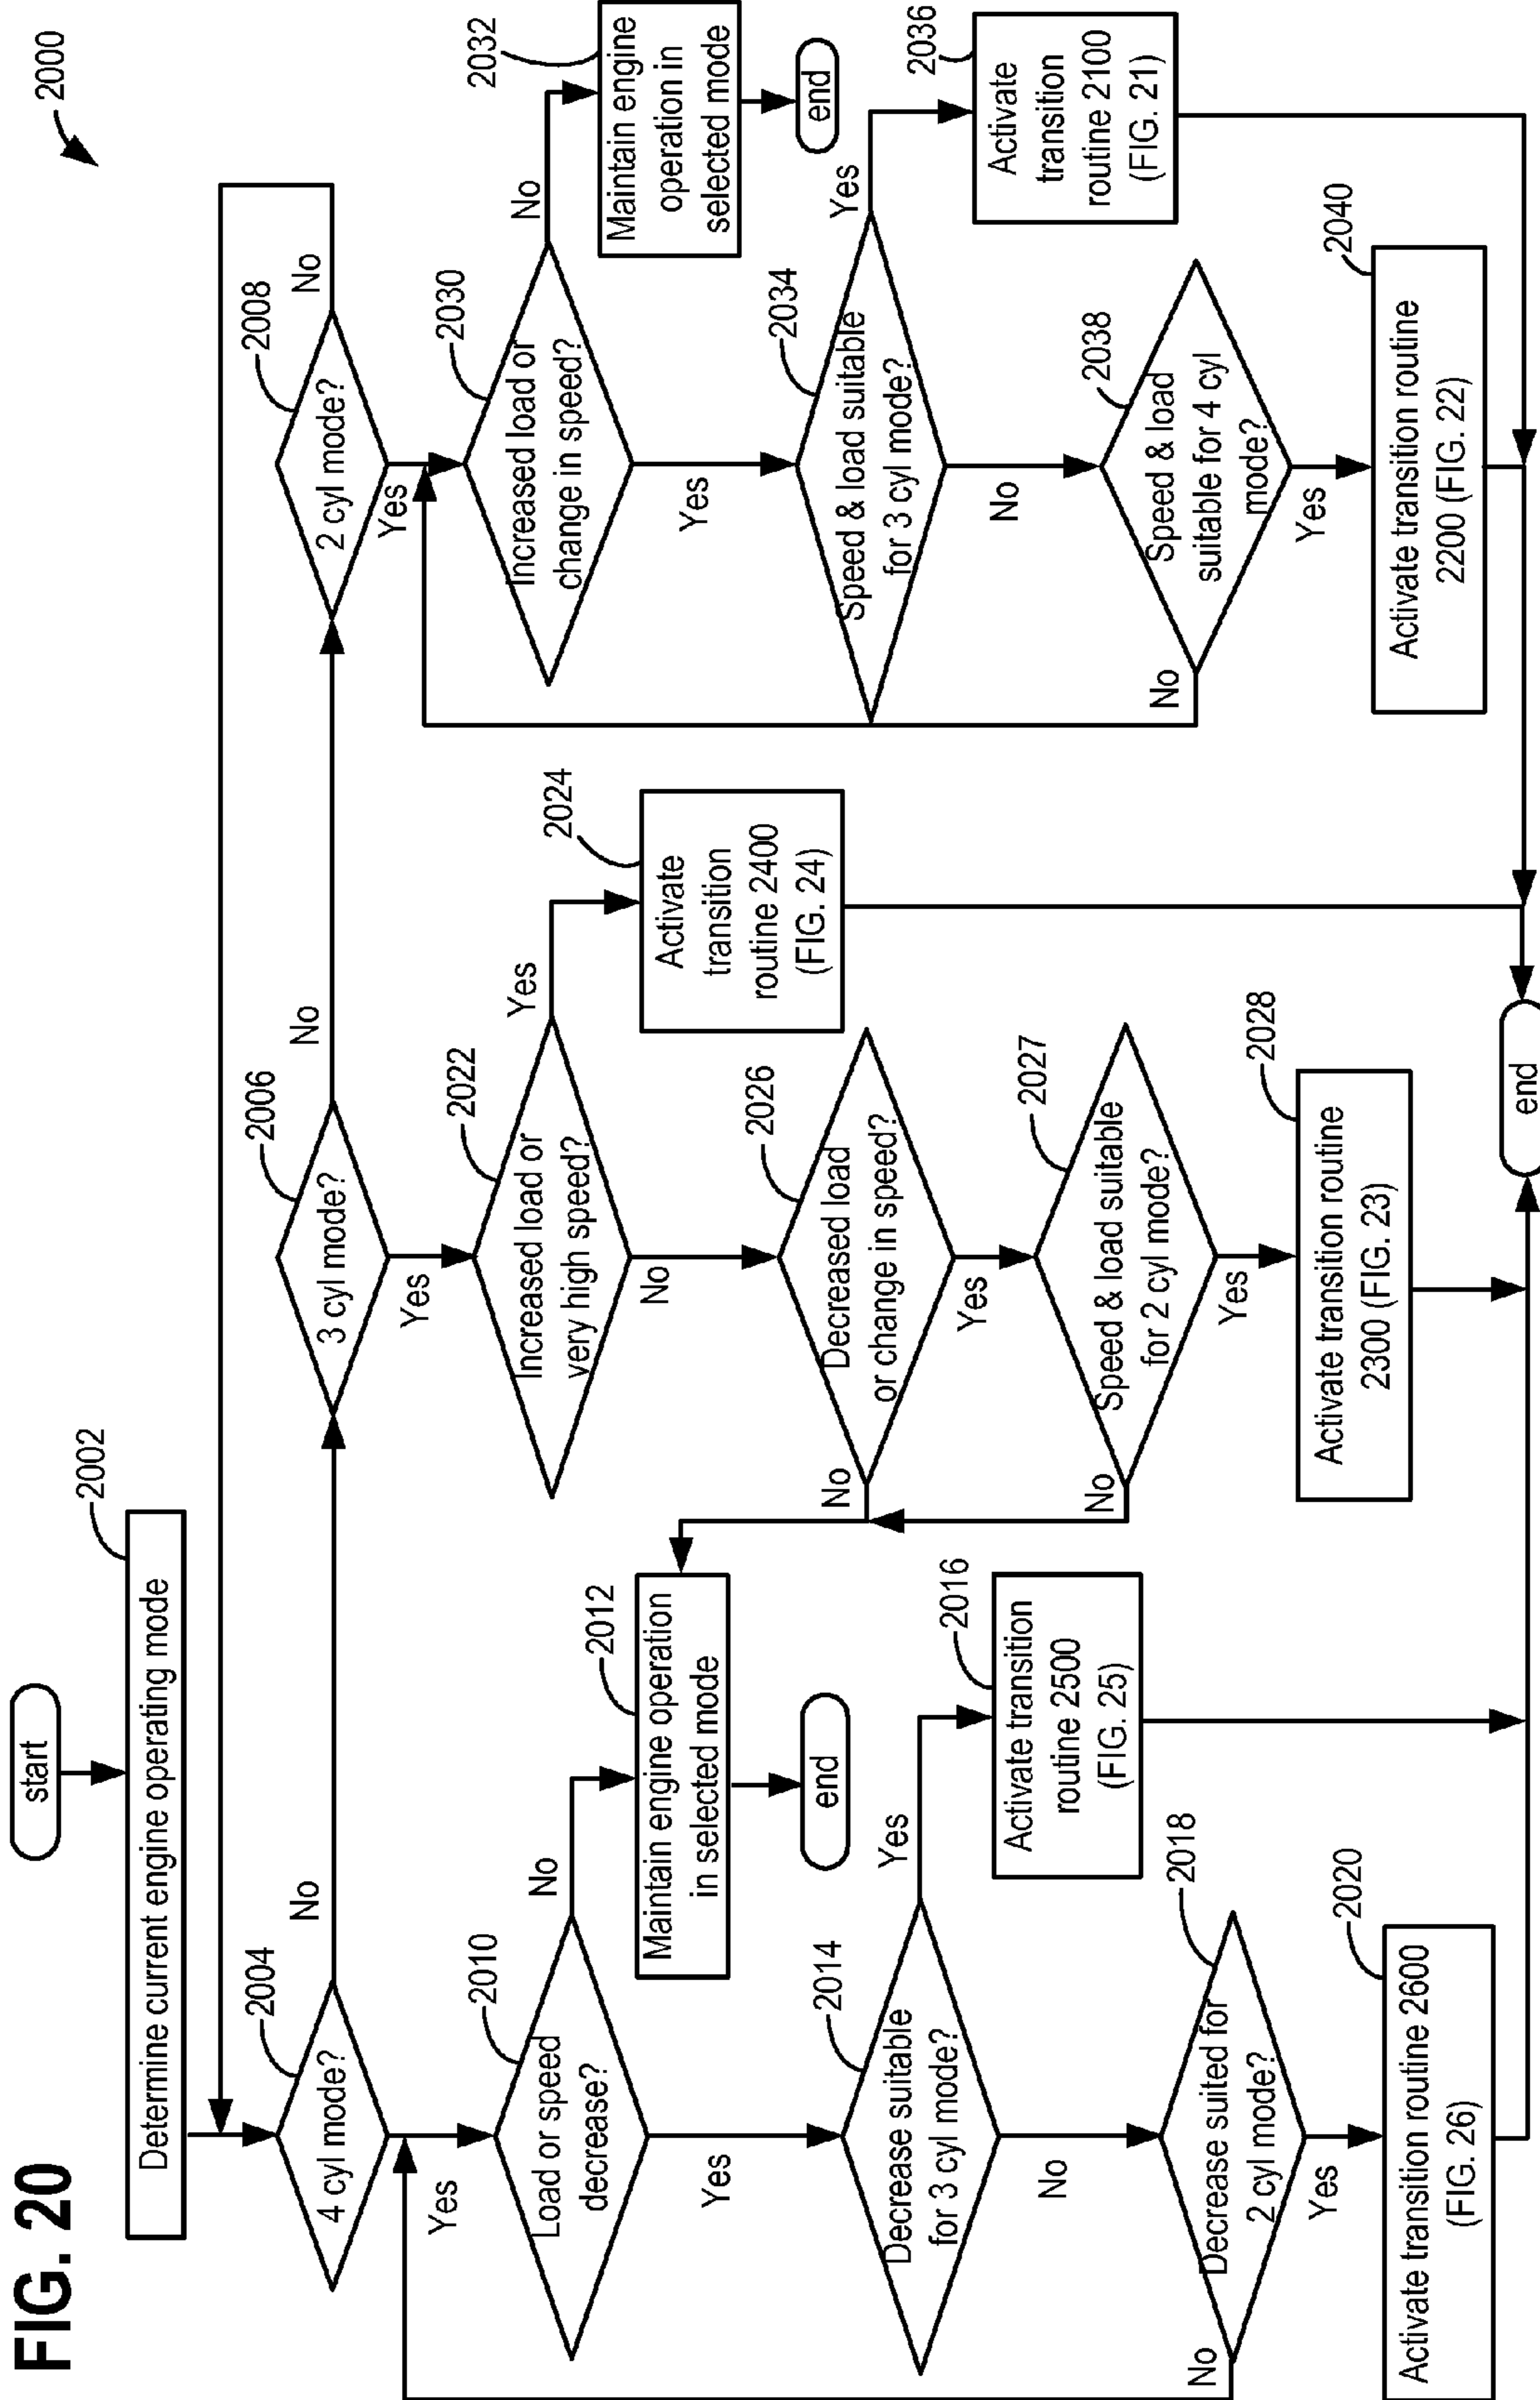 FIG. 20
2000
start
Determine current engine operating mode
2002
4 cyl mode?
2004
No
Yes
3 cyl mode?
2006
No
Yes
2 cyl mode?
2008
No
Yes
Load or speed
decrease?
2010
No
Yes
Maintain engine operation
in selected mode
2012
end
Decrease suitable
for 3 cyl mode?
2014
Yes
No
Activate transition
routine 2500
(FIG. 25)
2016
Decrease suited for
2 cyl mode?
2018
No
Yes
Activate transition routine 2600
(FIG. 26)
2020
Increased load or
very high speed?
2022
Yes
No
Activate
transition
routine 2400
(FIG. 24)
2024
Decreased load
or change in speed?
2026
No
Yes
Speed & load suitable
for 2 cyl mode?
2027
No
Yes
Activate transition routine
2300 (FIG. 23)
2028
Increased load or
change in speed?
2030
No
Yes
Maintain engine
operation in
selected mode
2032
end
Speed & load suitable
for 3 cyl mode?
2034
Yes
No
Activate
transition
routine 2100
(FIG. 21)
2036
Speed & load
suitable for 4 cyl
mode?
2038
No
Yes
Activate transition routine
2200 (FIG. 22)
2040
end